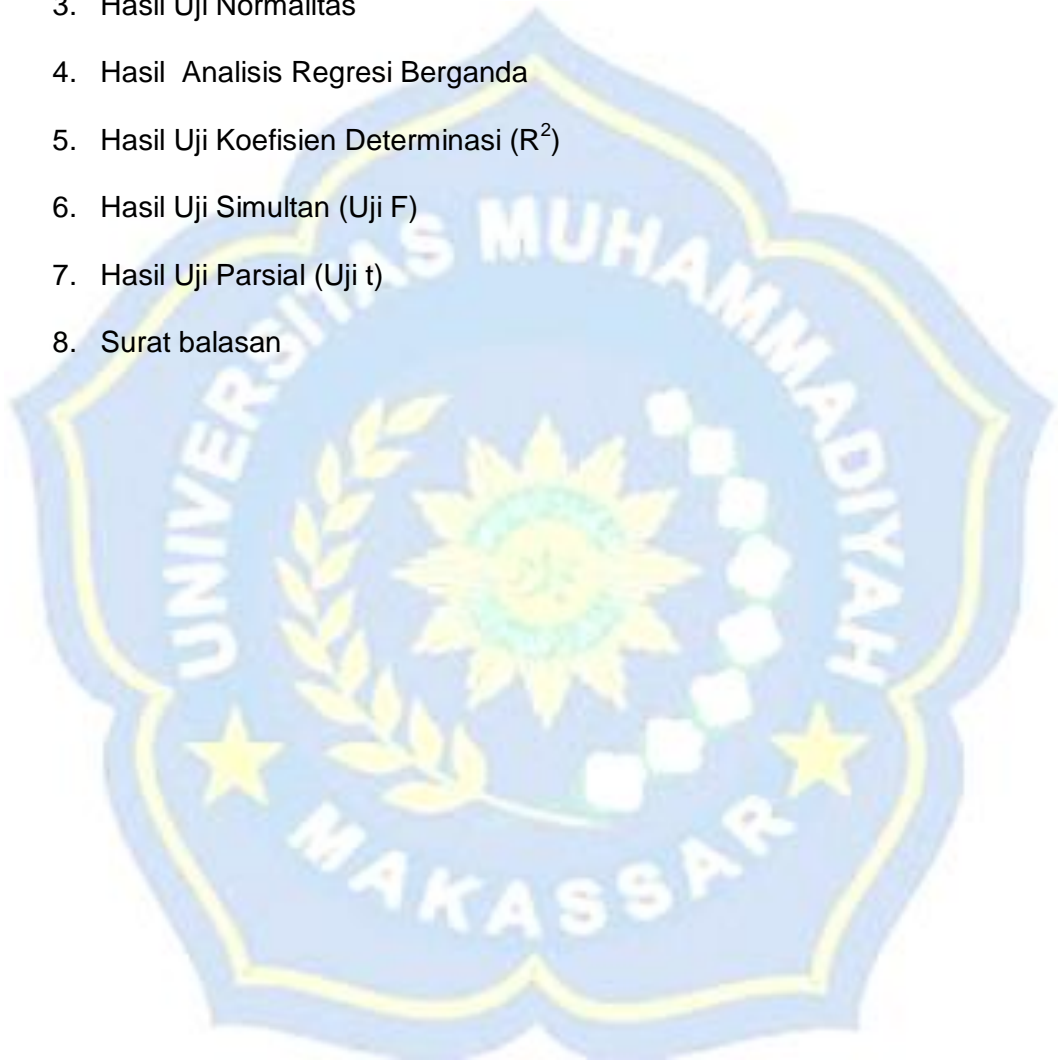 3. Hasil Uji Normalitas
4. Hasil Analisis Regresi Berganda
5. Hasil Uji Koefisien Determinasi (R²)
6. Hasil Uji Simultan (Uji F)
7. Hasil Uji Parsial (Uji t)
8. Surat balasan
UNIVERSITAS MUHAMMADIYAH
MAKASSAR